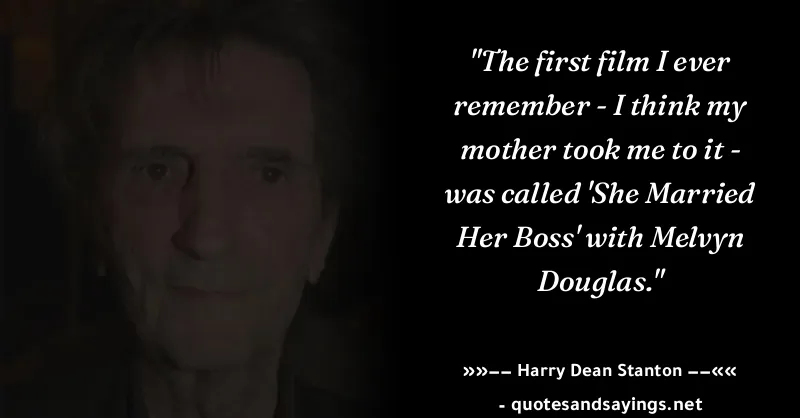 "The first film I ever
remember - I think my
mother took me to it -
was called 'She Married
Her Boss' with Melvyn
Douglas."
»»–– Harry Dean Stanton ––««
- quotesandsayings.net